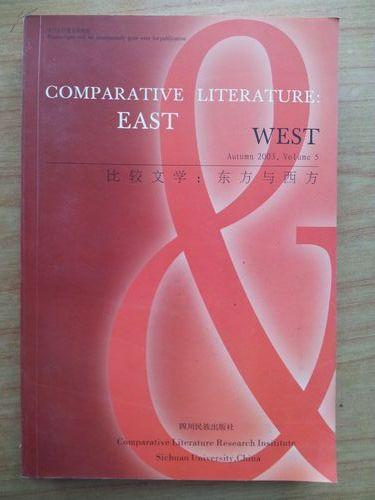 COMPARATIVE LITERATURE:
EAST
&
WEST
Autumn 2003, Volume 5
比较文学：东方与西方
四川民族出版社
Comparative Literature Research Institute
Sichuan University,China